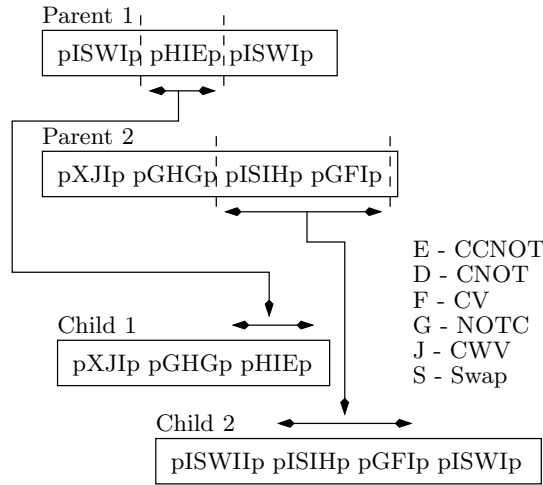 Parent 1
pISWIp pHIEp pISWIp
Parent 2
pXJIp pGHGp pISIHp pGFIp
E - CCNOT
D - CNOT
F - CV
G - NOTC
J - CWV
S - Swap
Child 1
pXJIp pGHGp pHIEp
Child 2
pISWIIp pISIHp pGFIp pISWIp